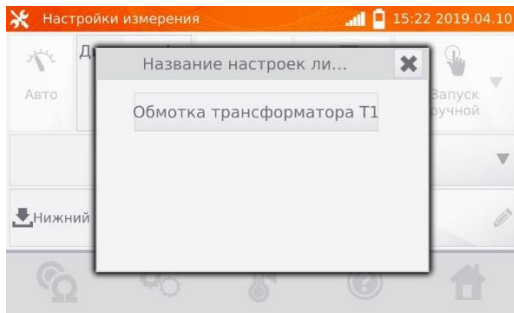 Настройки измерения 15:22 2019.04.10
Название настроек ли...
Авто
Запуск
ручной
Обмотка трансформатора Т1
Нижний